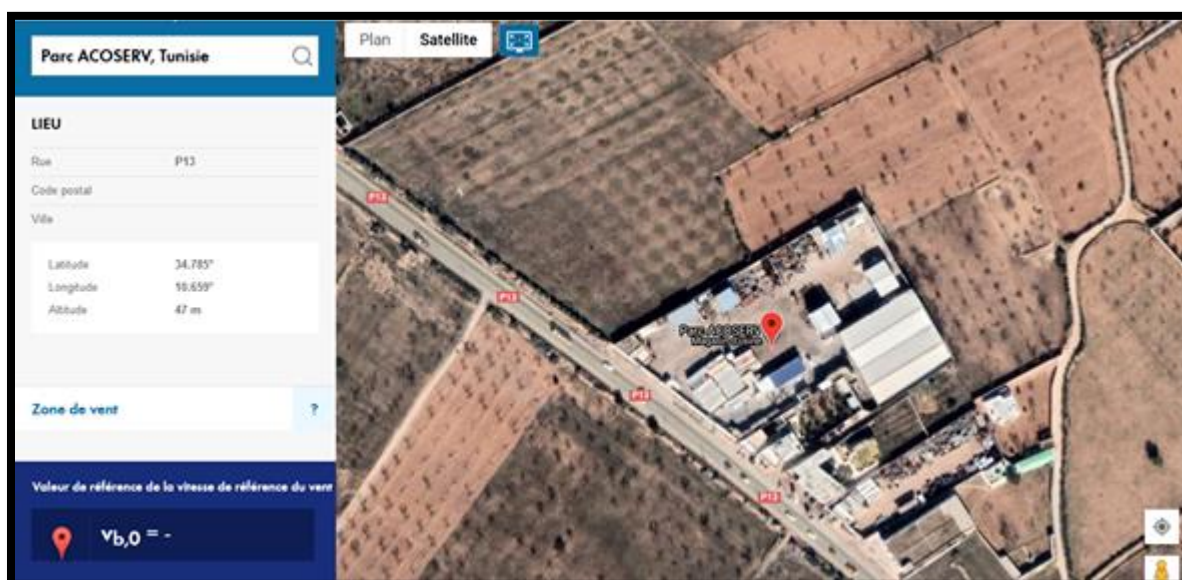 Parc ACOSERV, Tunisie
LIEU
Rue P13
Code postal
Ville
Latitude 34.785°
Longitude 10.659°
Altitude 47 m
Zone de vent ?
Valeur de référence de la vitesse de référence du vent
vb,0 = -
Plan Satellite
P13
P13
Parc ACOSERV
P13
P13